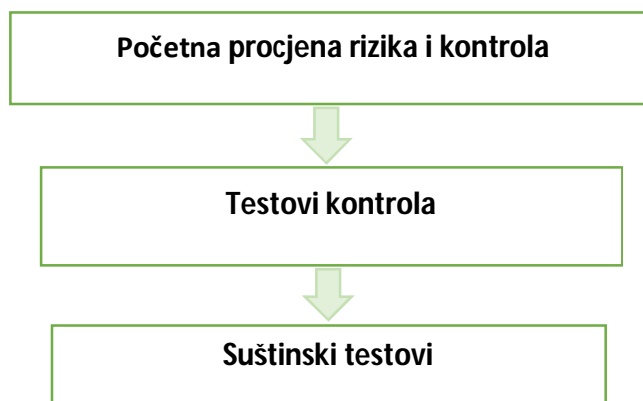 Početna procjena rizika i kontrola
Testovi kontrola
Suštinski testovi